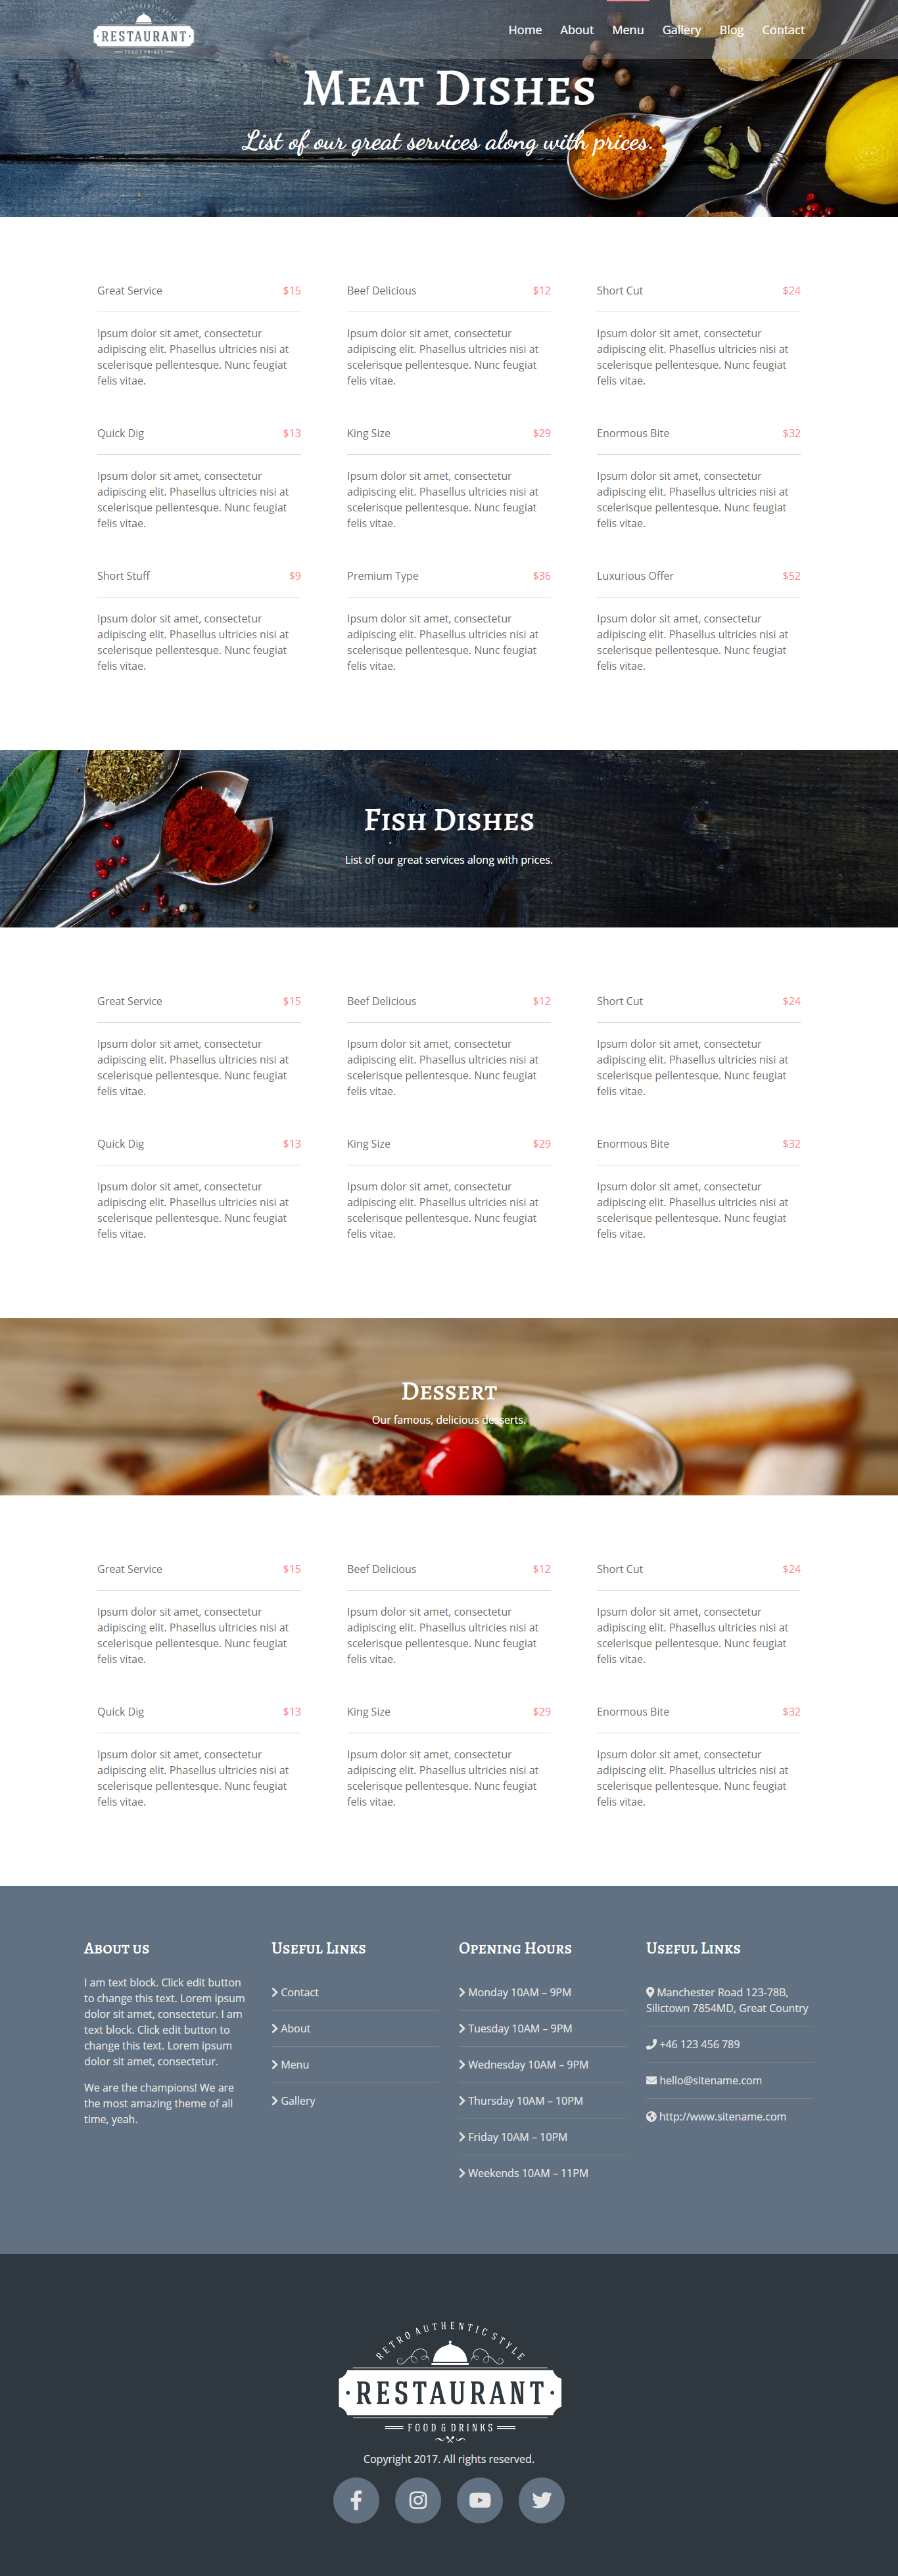 RETRO AUTHENTIC STYLE
RESTAURANT
FOOD & DRINKS
Home About Menu Gallery Blog Contact
Meat Dishes
List of our great services along with prices.
Great Service $15
Ipsum dolor sit amet, consectetur
adipiscing elit. Phasellus ultricies nisi at
scelerisque pellentesque. Nunc feugiat
felis vitae.
Beef Delicious $12
Ipsum dolor sit amet, consectetur
adipiscing elit. Phasellus ultricies nisi at
scelerisque pellentesque. Nunc feugiat
felis vitae.
Short Cut $24
Ipsum dolor sit amet, consectetur
adipiscing elit. Phasellus ultricies nisi at
scelerisque pellentesque. Nunc feugiat
felis vitae.
Quick Dig $13
Ipsum dolor sit amet, consectetur
adipiscing elit. Phasellus ultricies nisi at
scelerisque pellentesque. Nunc feugiat
felis vitae.
King Size $29
Ipsum dolor sit amet, consectetur
adipiscing elit. Phasellus ultricies nisi at
scelerisque pellentesque. Nunc feugiat
felis vitae.
Enormous Bite $32
Ipsum dolor sit amet, consectetur
adipiscing elit. Phasellus ultricies nisi at
scelerisque pellentesque. Nunc feugiat
felis vitae.
Short Stuff $9
Ipsum dolor sit amet, consectetur
adipiscing elit. Phasellus ultricies nisi at
scelerisque pellentesque. Nunc feugiat
felis vitae.
Premium Type $36
Ipsum dolor sit amet, consectetur
adipiscing elit. Phasellus ultricies nisi at
scelerisque pellentesque. Nunc feugiat
felis vitae.
Luxurious Offer $52
Ipsum dolor sit amet, consectetur
adipiscing elit. Phasellus ultricies nisi at
scelerisque pellentesque. Nunc feugiat
felis vitae.
Fish Dishes
List of our great services along with prices.
Great Service $15
Ipsum dolor sit amet, consectetur
adipiscing elit. Phasellus ultricies nisi at
scelerisque pellentesque. Nunc feugiat
felis vitae.
Beef Delicious $12
Ipsum dolor sit amet, consectetur
adipiscing elit. Phasellus ultricies nisi at
scelerisque pellentesque. Nunc feugiat
felis vitae.
Short Cut $24
Ipsum dolor sit amet, consectetur
adipiscing elit. Phasellus ultricies nisi at
scelerisque pellentesque. Nunc feugiat
felis vitae.
Quick Dig $13
Ipsum dolor sit amet, consectetur
adipiscing elit. Phasellus ultricies nisi at
scelerisque pellentesque. Nunc feugiat
felis vitae.
King Size $29
Ipsum dolor sit amet, consectetur
adipiscing elit. Phasellus ultricies nisi at
scelerisque pellentesque. Nunc feugiat
felis vitae.
Enormous Bite $32
Ipsum dolor sit amet, consectetur
adipiscing elit. Phasellus ultricies nisi at
scelerisque pellentesque. Nunc feugiat
felis vitae.
Dessert
Our famous, delicious desserts.
Great Service $15
Ipsum dolor sit amet, consectetur
adipiscing elit. Phasellus ultricies nisi at
scelerisque pellentesque. Nunc feugiat
felis vitae.
Beef Delicious $12
Ipsum dolor sit amet, consectetur
adipiscing elit. Phasellus ultricies nisi at
scelerisque pellentesque. Nunc feugiat
felis vitae.
Short Cut $24
Ipsum dolor sit amet, consectetur
adipiscing elit. Phasellus ultricies nisi at
scelerisque pellentesque. Nunc feugiat
felis vitae.
Quick Dig $13
Ipsum dolor sit amet, consectetur
adipiscing elit. Phasellus ultricies nisi at
scelerisque pellentesque. Nunc feugiat
felis vitae.
King Size $29
Ipsum dolor sit amet, consectetur
adipiscing elit. Phasellus ultricies nisi at
scelerisque pellentesque. Nunc feugiat
felis vitae.
Enormous Bite $32
Ipsum dolor sit amet, consectetur
adipiscing elit. Phasellus ultricies nisi at
scelerisque pellentesque. Nunc feugiat
felis vitae.
About us
I am text block. Click edit button
to change this text. Lorem ipsum
dolor sit amet, consectetur. I am
text block. Click edit button to
change this text. Lorem ipsum
dolor sit amet, consectetur.
We are the champions! We are
the most amazing theme of all
time, yeah.
Useful Links
Contact
About
Menu
Gallery
Opening Hours
Monday 10AM – 9PM
Tuesday 10AM – 9PM
Wednesday 10AM – 9PM
Thursday 10AM – 10PM
Friday 10AM – 10PM
Weekends 10AM – 11PM
Useful Links
Manchester Road 123-78B,
Silictown 7854MD, Great Country
+46 123 456 789
hello@sitename.com
http://www.sitename.com
RETRO AUTHENTIC STYLE
RESTAURANT
FOOD & DRINKS
Copyright 2017. All rights reserved.